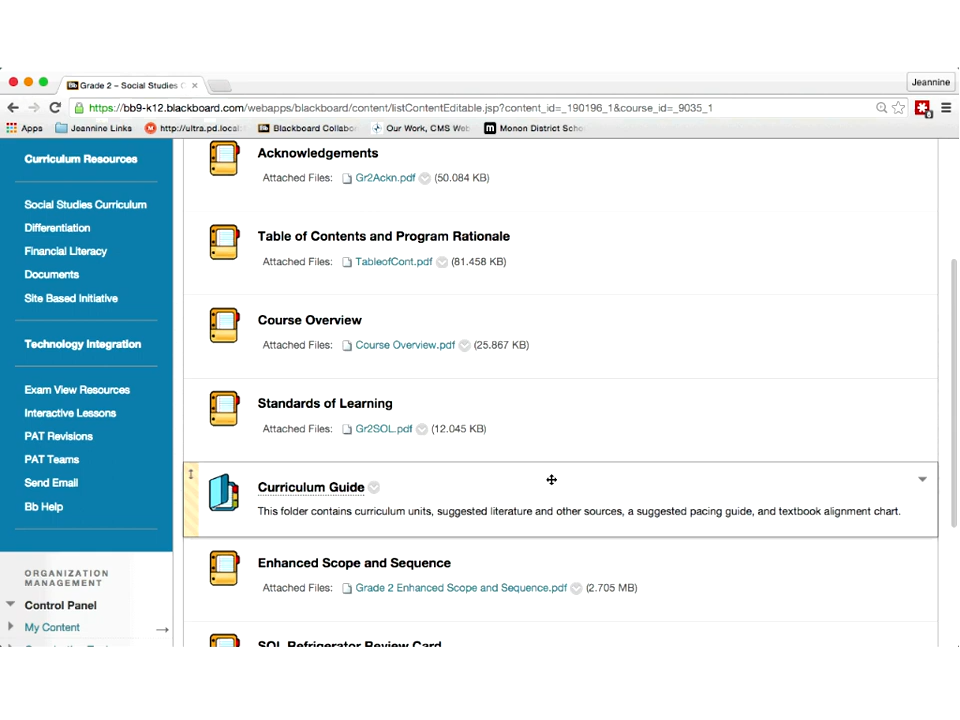 Grade 2 – Social Studies C
Jeannine
https://bb9-k12.blackboard.com/webapps/blackboard/content/listContentEditable.jsp?content_id=_190196_1&course_id=_9035_1
Apps Jeannine Links http://ultra.pd.local: Blackboard Collabo Our Work, CMS Web Monon District Scho
Curriculum Resources
Social Studies Curriculum
Differentiation
Financial Literacy
Documents
Site Based Initiative
Technology Integration
Exam View Resources
Interactive Lessons
PAT Revisions
PAT Teams
Send Email
Bb Help
ORGANIZATION
MANAGEMENT
Control Panel
My Content
Acknowledgements
Attached Files: Gr2Ackn.pdf (50.084 KB)
Table of Contents and Program Rationale
Attached Files: TableofCont.pdf (81.458 KB)
Course Overview
Attached Files: Course Overview.pdf (25.867 KB)
Standards of Learning
Attached Files: Gr2SOL.pdf (12.045 KB)
Curriculum Guide
This folder contains curriculum units, suggested literature and other sources, a suggested pacing guide, and textbook alignment chart.
Enhanced Scope and Sequence
Attached Files: Grade 2 Enhanced Scope and Sequence.pdf (2.705 MB)
SOL Refrigerator Review Card